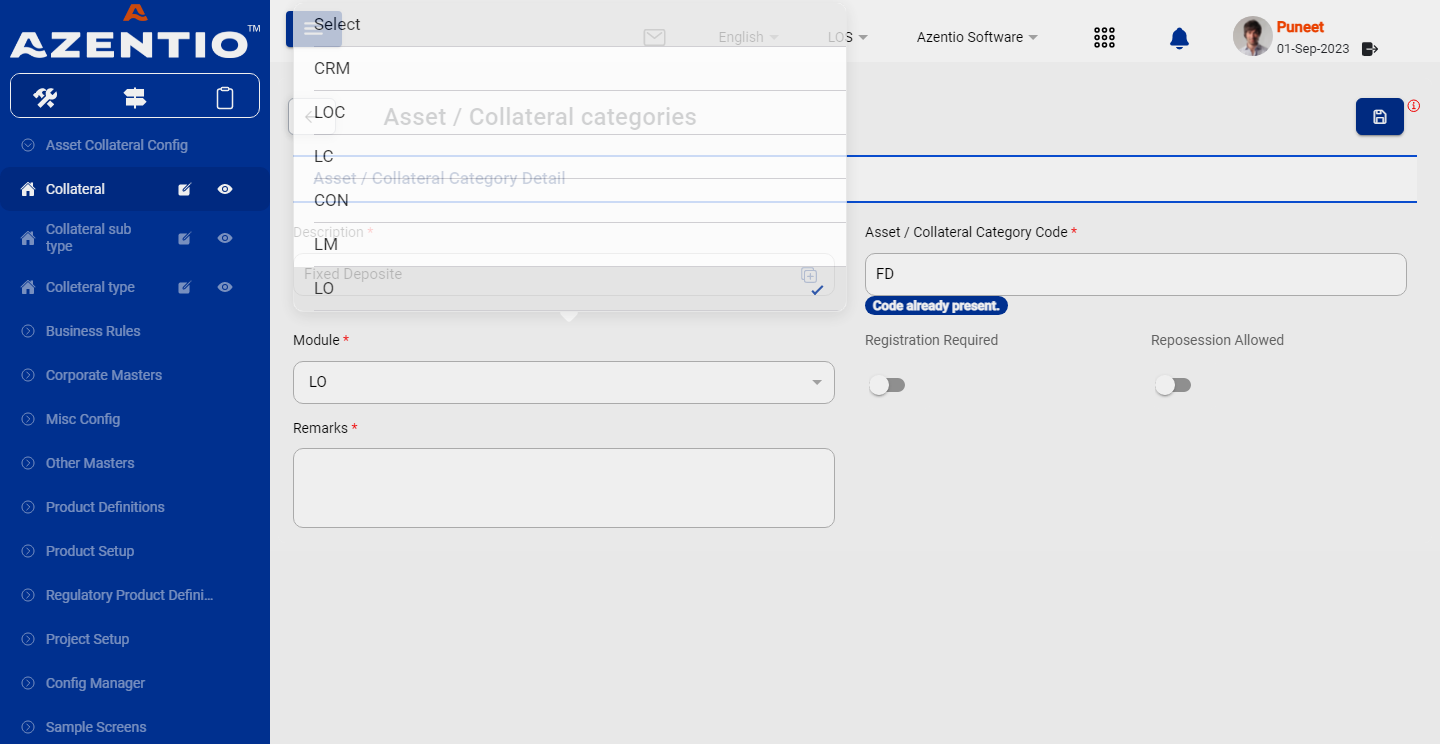 AZENTIO™
Asset Collateral Config
Collateral
Collateral sub
type
Colleteral type
Business Rules
Corporate Masters
Misc Config
Other Masters
Product Definitions
Product Setup
Regulatory Product Defini...
Project Setup
Config Manager
Sample Screens
English
LOS
Azentio Software
Puneet
01-Sep-2023
Select
CRM
LOC
LC
CON
LM
LO
Asset / Collateral categories
Asset / Collateral Category Detail
Description *
Fixed Deposite
Asset / Collateral Category Code *
FD
Code already present.
Module *
LO
Registration Required
Reposession Allowed
Remarks *